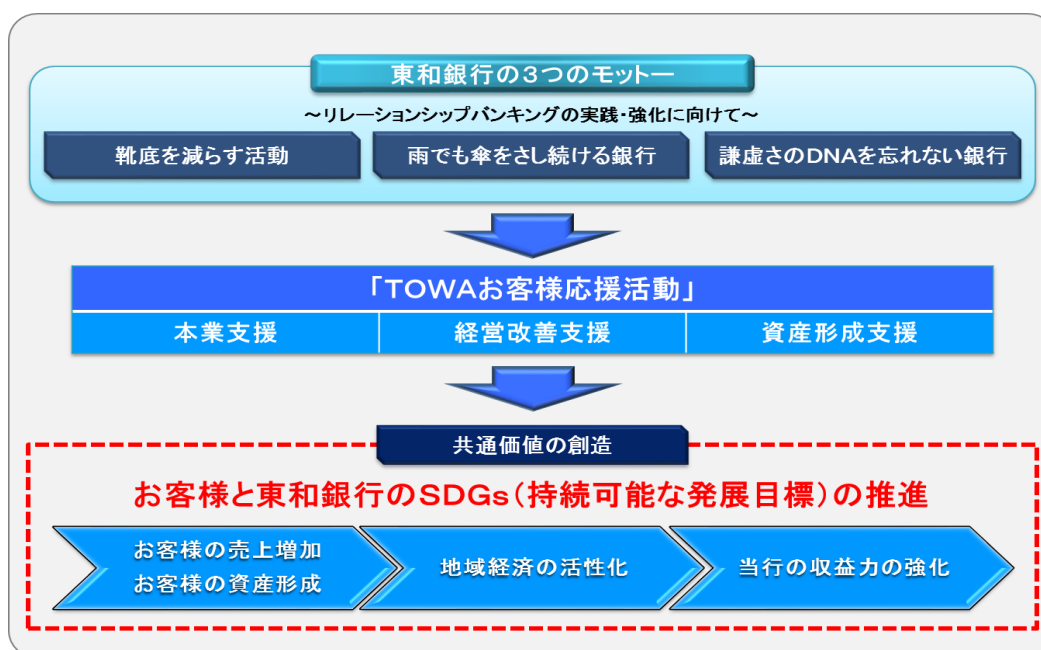 東和銀行の3つのモットー
～リレーションシップバンキングの実践・強化に向けて～
靴底を減らす活動
雨でも傘をさし続ける銀行
謙虚さのDNAを忘れない銀行
「TOWAお客様応援活動」
本業支援
経営改善支援
資産形成支援
共通価値の創造
お客様と東和銀行のSDGs(持続可能な発展目標)の推進
お客様の売上増加
お客様の資産形成
地域経済の活性化
当行の収益力の強化